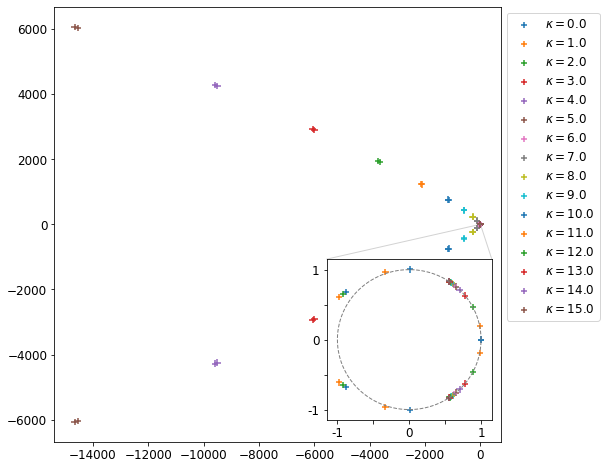 6000
4000
2000
0
−2000
−4000
−6000
−14000
−12000
−10000
−8000
−6000
−4000
−2000
0
1
0
-1
-1
0
1
κ = 0.0
κ = 1.0
κ = 2.0
κ = 3.0
κ = 4.0
κ = 5.0
κ = 6.0
κ = 7.0
κ = 8.0
κ = 9.0
κ = 10.0
κ = 11.0
κ = 12.0
κ = 13.0
κ = 14.0
κ = 15.0